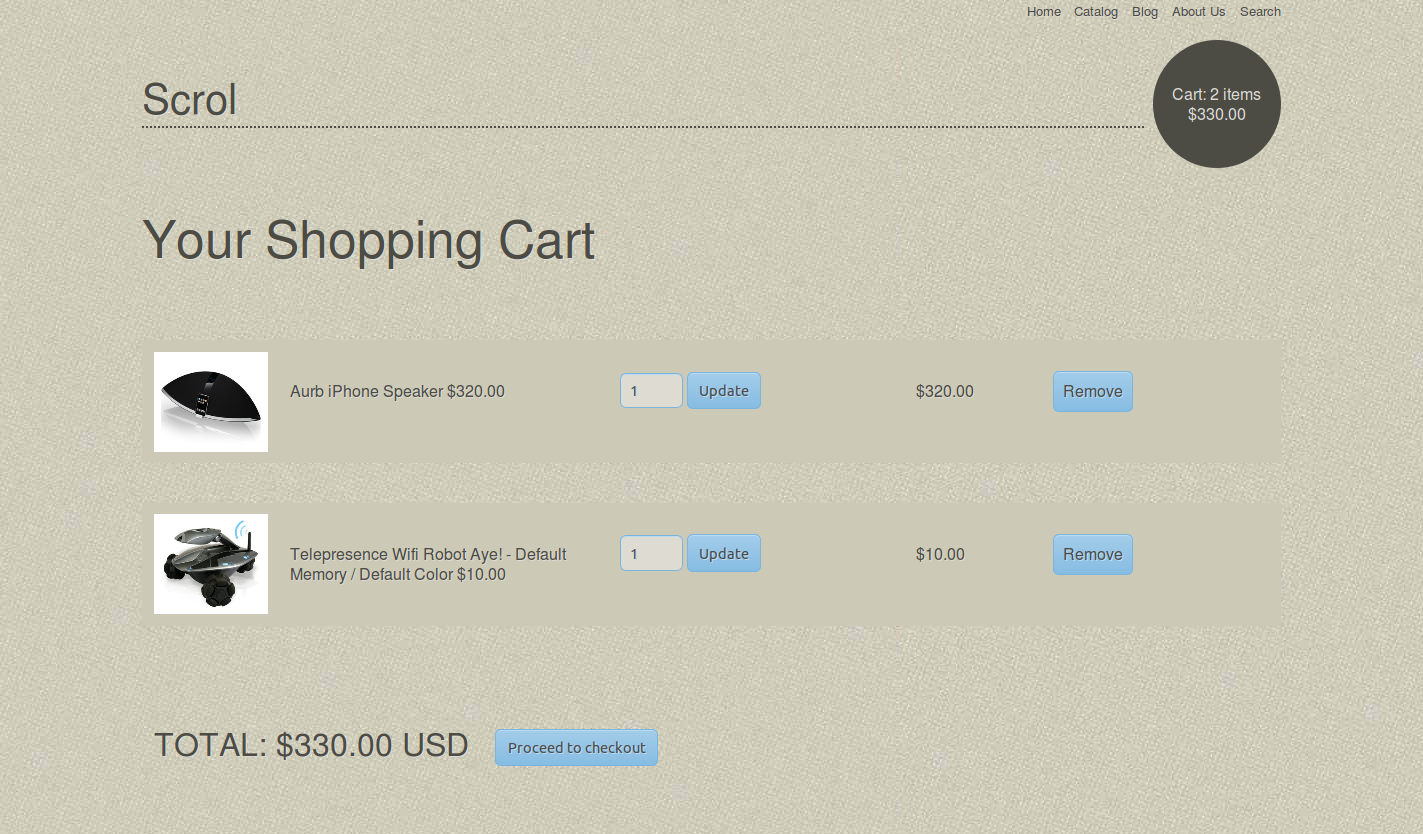 Home Catalog Blog About Us Search
Scrol
Cart: 2 items
$330.00
Your Shopping Cart
Aurb iPhone Speaker $320.00 1 Update $320.00 Remove
Telepresence Wifi Robot Aye! - Default 1 Update $10.00 Remove
Memory / Default Color $10.00
TOTAL: $330.00 USD Proceed to checkout